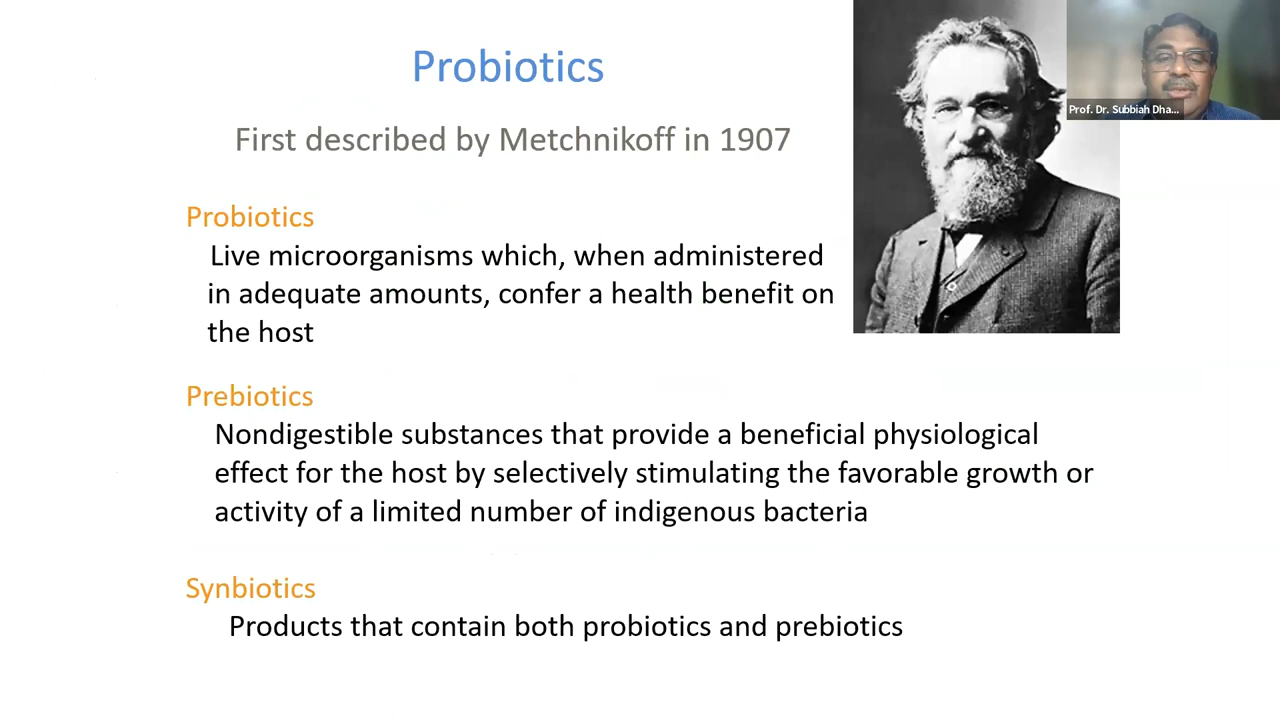 Probiotics
First described by Metchnikoff in 1907
Prof. Dr. Subbiah Dha...
Probiotics
Live microorganisms which, when administered
in adequate amounts, confer a health benefit on
the host
Prebiotics
Nondigestible substances that provide a beneficial physiological
effect for the host by selectively stimulating the favorable growth or
activity of a limited number of indigenous bacteria
Synbiotics
Products that contain both probiotics and prebiotics